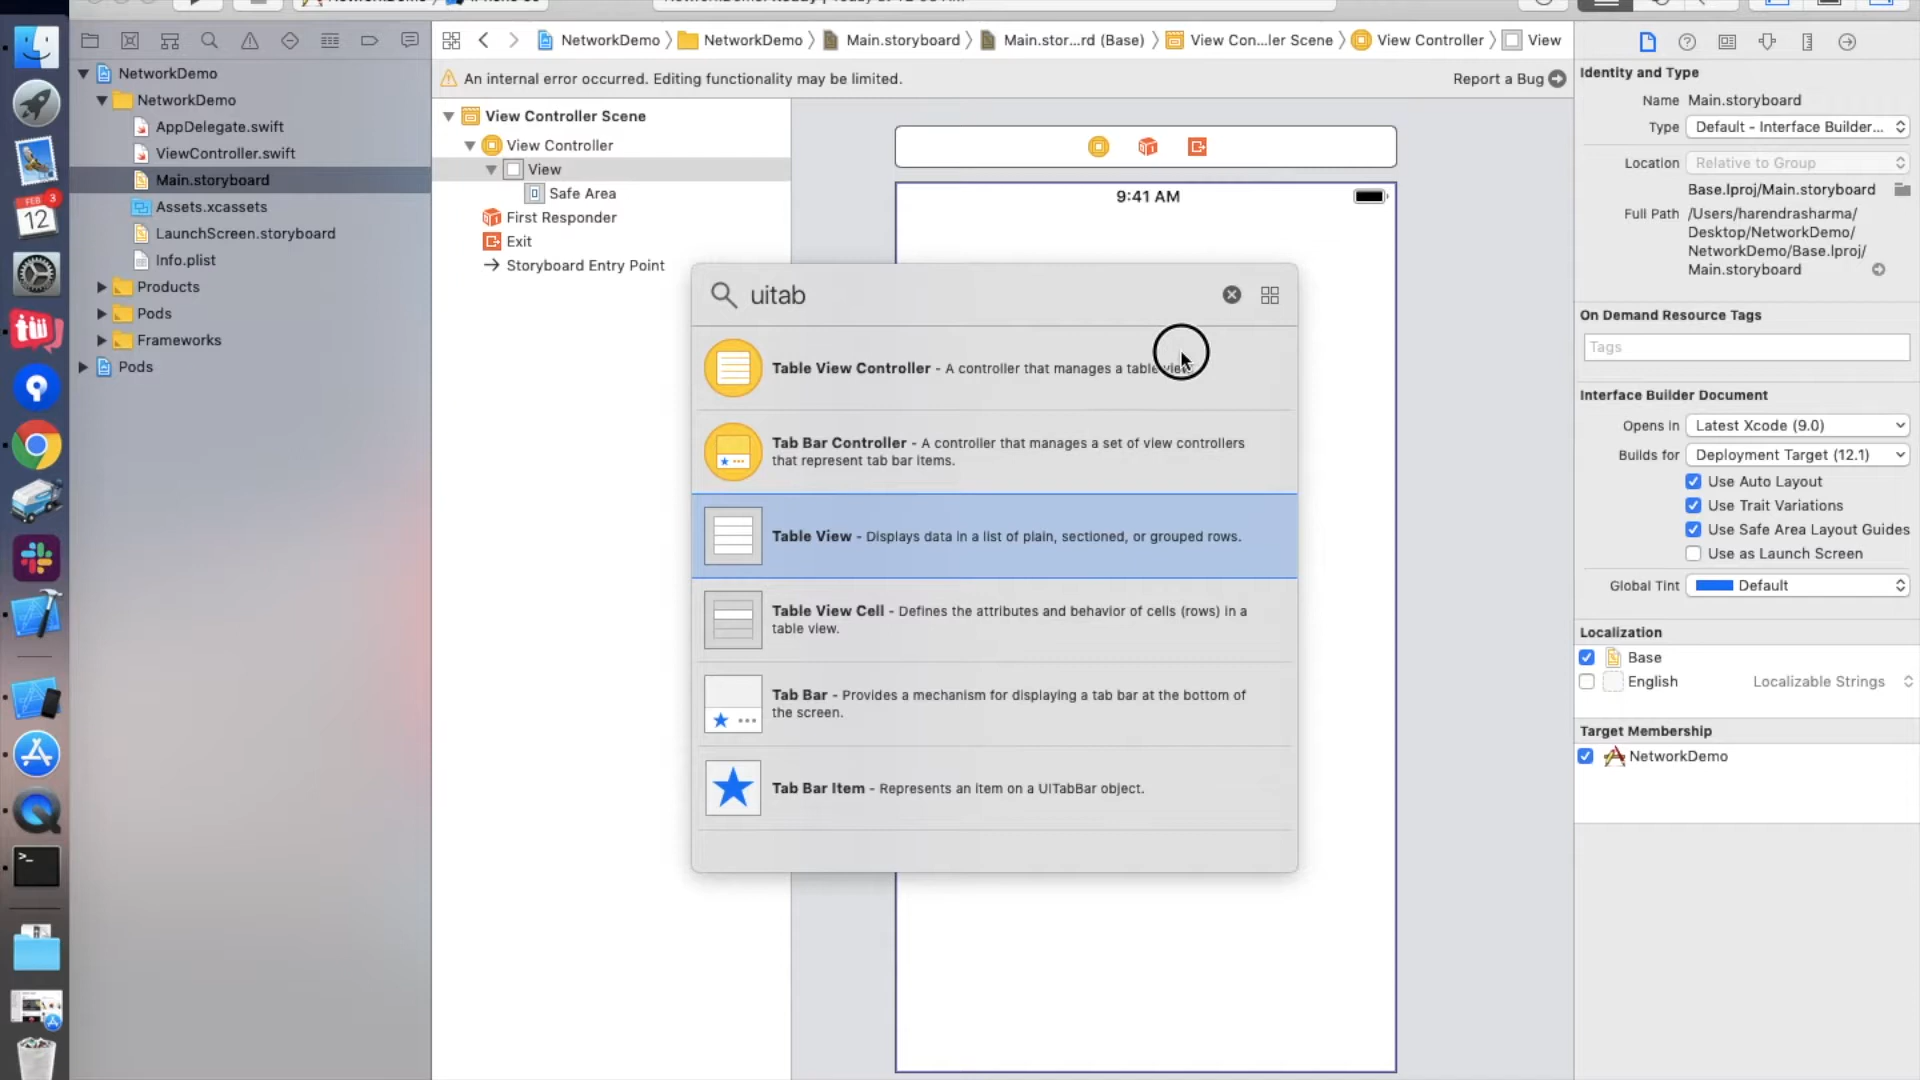 NetworkDemo
NetworkDemo
Main.storyboard
Main.stor...rd (Base)
View Con...ler Scene
View Controller
View
An internal error occurred. Editing functionality may be limited.
Report a Bug
NetworkDemo
NetworkDemo
AppDelegate.swift
ViewController.swift
Main.storyboard
Assets.xcassets
LaunchScreen.storyboard
Info.plist
Products
Pods
Frameworks
Pods
FEB
12
3
View Controller Scene
View Controller
View
Safe Area
First Responder
Exit
Storyboard Entry Point
9:41 AM
uitab
Table View Controller - A controller that manages a table view.
Tab Bar Controller - A controller that manages a set of view controllers
that represent tab bar items.
Table View - Displays data in a list of plain, sectioned, or grouped rows.
Table View Cell - Defines the attributes and behavior of cells (rows) in a
table view.
Tab Bar - Provides a mechanism for displaying a tab bar at the bottom of
the screen.
Tab Bar Item - Represents an item on a UITabBar object.
Identity and Type
Name Main.storyboard
Type Default - Interface Builder...
Location Relative to Group
Base.lproj/Main.storyboard
Full Path /Users/harendrasharma/
Desktop/NetworkDemo/
NetworkDemo/Base.lproj/
Main.storyboard
On Demand Resource Tags
Tags
Interface Builder Document
Opens in Latest Xcode (9.0)
Builds for Deployment Target (12.1)
Use Auto Layout
Use Trait Variations
Use Safe Area Layout Guides
Use as Launch Screen
Global Tint Default
Localization
Base
English Localizable Strings
Target Membership
NetworkDemo